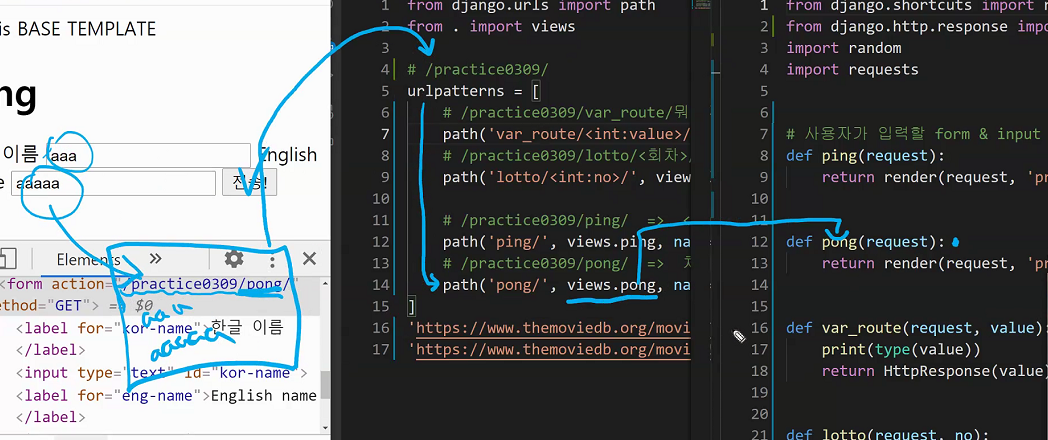 is BASE TEMPLATE
ng
이름 aaa English
e aaaaa 전송!
Elements »
<form action="/practice0309/pong/"
method="GET"> == $0
<label for="kor-name">한글 이름
</label>
<input type="text" id="kor-name">
<label for="eng-name">English name
</label>
aaa
aaaaa
1 from django.urls import path
2 from . import views
3
4 # /practice0309/
5 urlpatterns = [
6 # /practice0309/var_route/뭐
7 path('var_route/<int:value>/
8 # /practice0309/lotto/<회차>/
9 path('lotto/<int:no>/', view
10
11 # /practice0309/ping/ => <
12 path('ping/', views.ping, na
13 # /practice0309/pong/ => 처
14 path('pong/', views.pong, na
15 ]
16 'https://www.themoviedb.org/movi
17 'https://www.themoviedb.org/movi
1 from django.shortcuts import r
2 from django.http.response impo
3 import random
4 import requests
5
6
7 # 사용자가 입력할 form & input
8 def ping(request):
9 return render(request, 'pr
10
11
12 def pong(request):
13 return render(request, 'pr
14
15
16 def var_route(request, value):
17 print(type(value))
18 return HttpResponse(value)
19
20
21 def lotto(request, no):